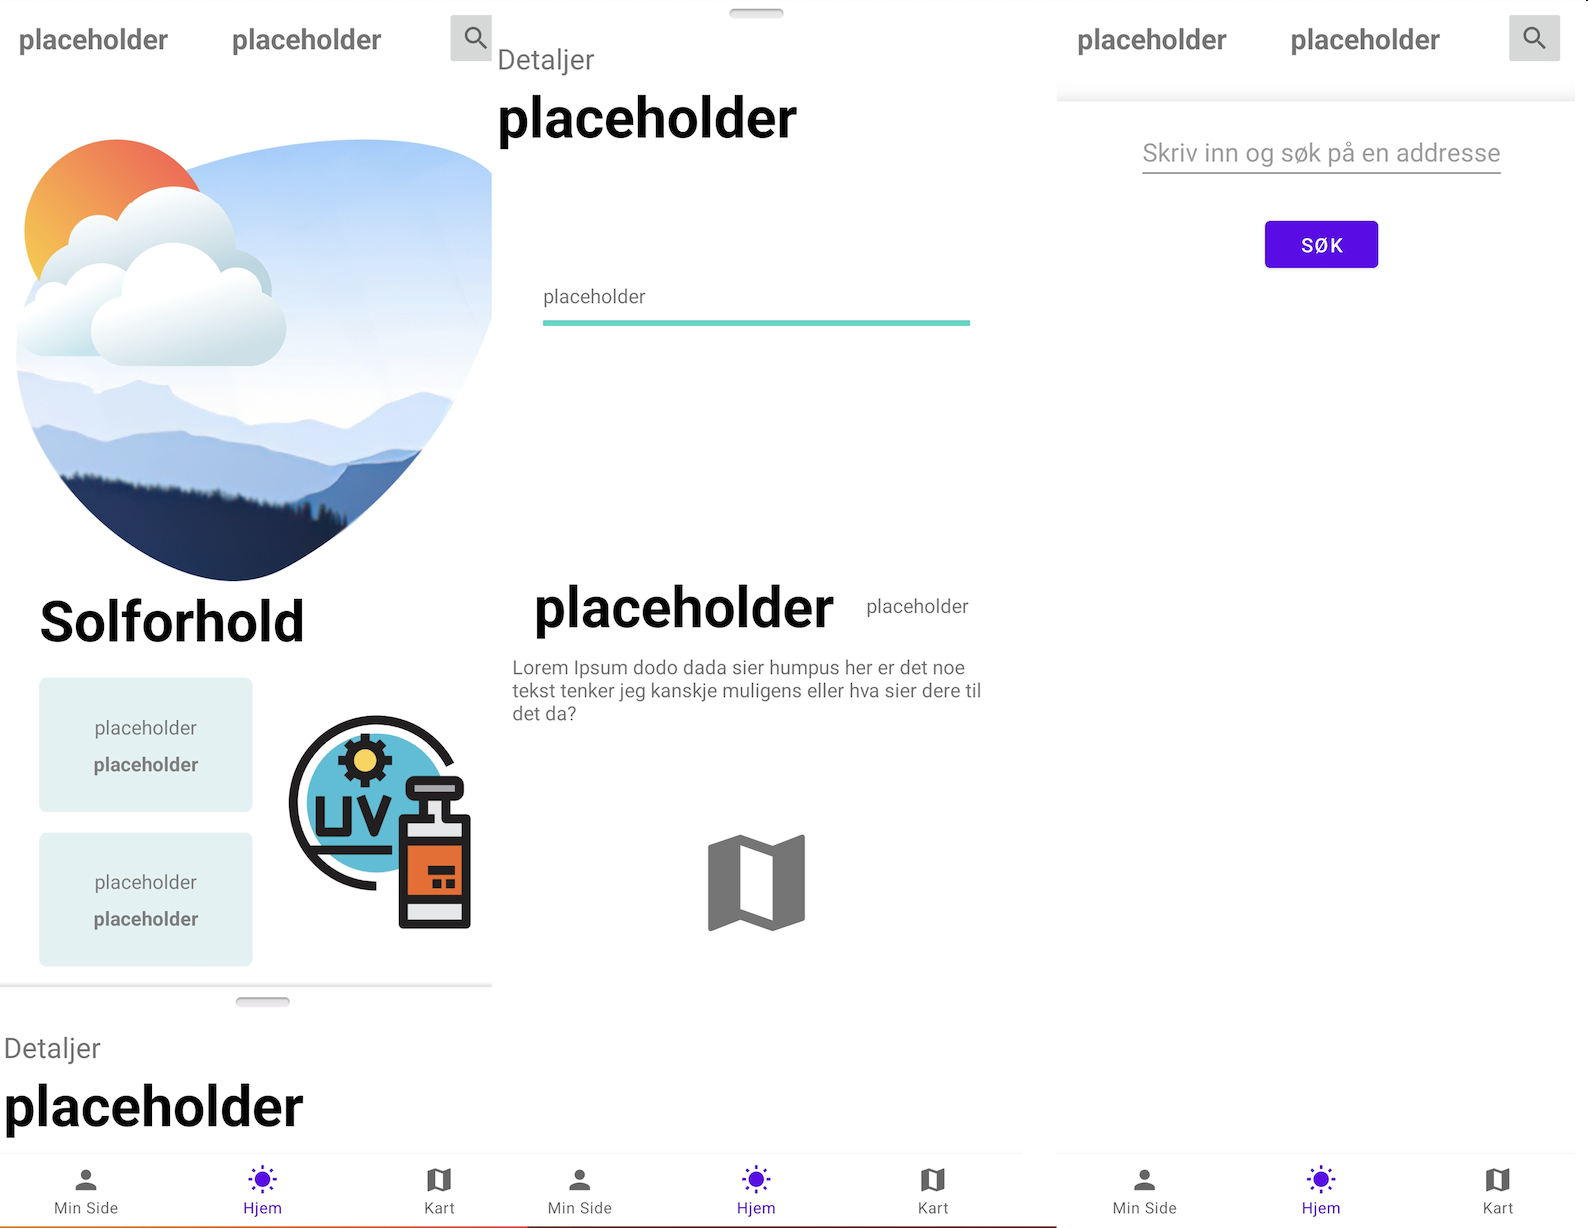 placeholder placeholder
Solforhold
placeholder
placeholder
UV
placeholder
placeholder
Detaljer
placeholder
Min Side Hjem Kart
Detaljer
placeholder
placeholder
placeholder placeholder
Lorem Ipsum dodo dada sier humpus her er det noe
tekst tenker jeg kanskje muligens eller hva sier dere til
det da?
Min Side Hjem Kart
placeholder placeholder
Skriv inn og søk på en addresse
SØK
Min Side Hjem Kart